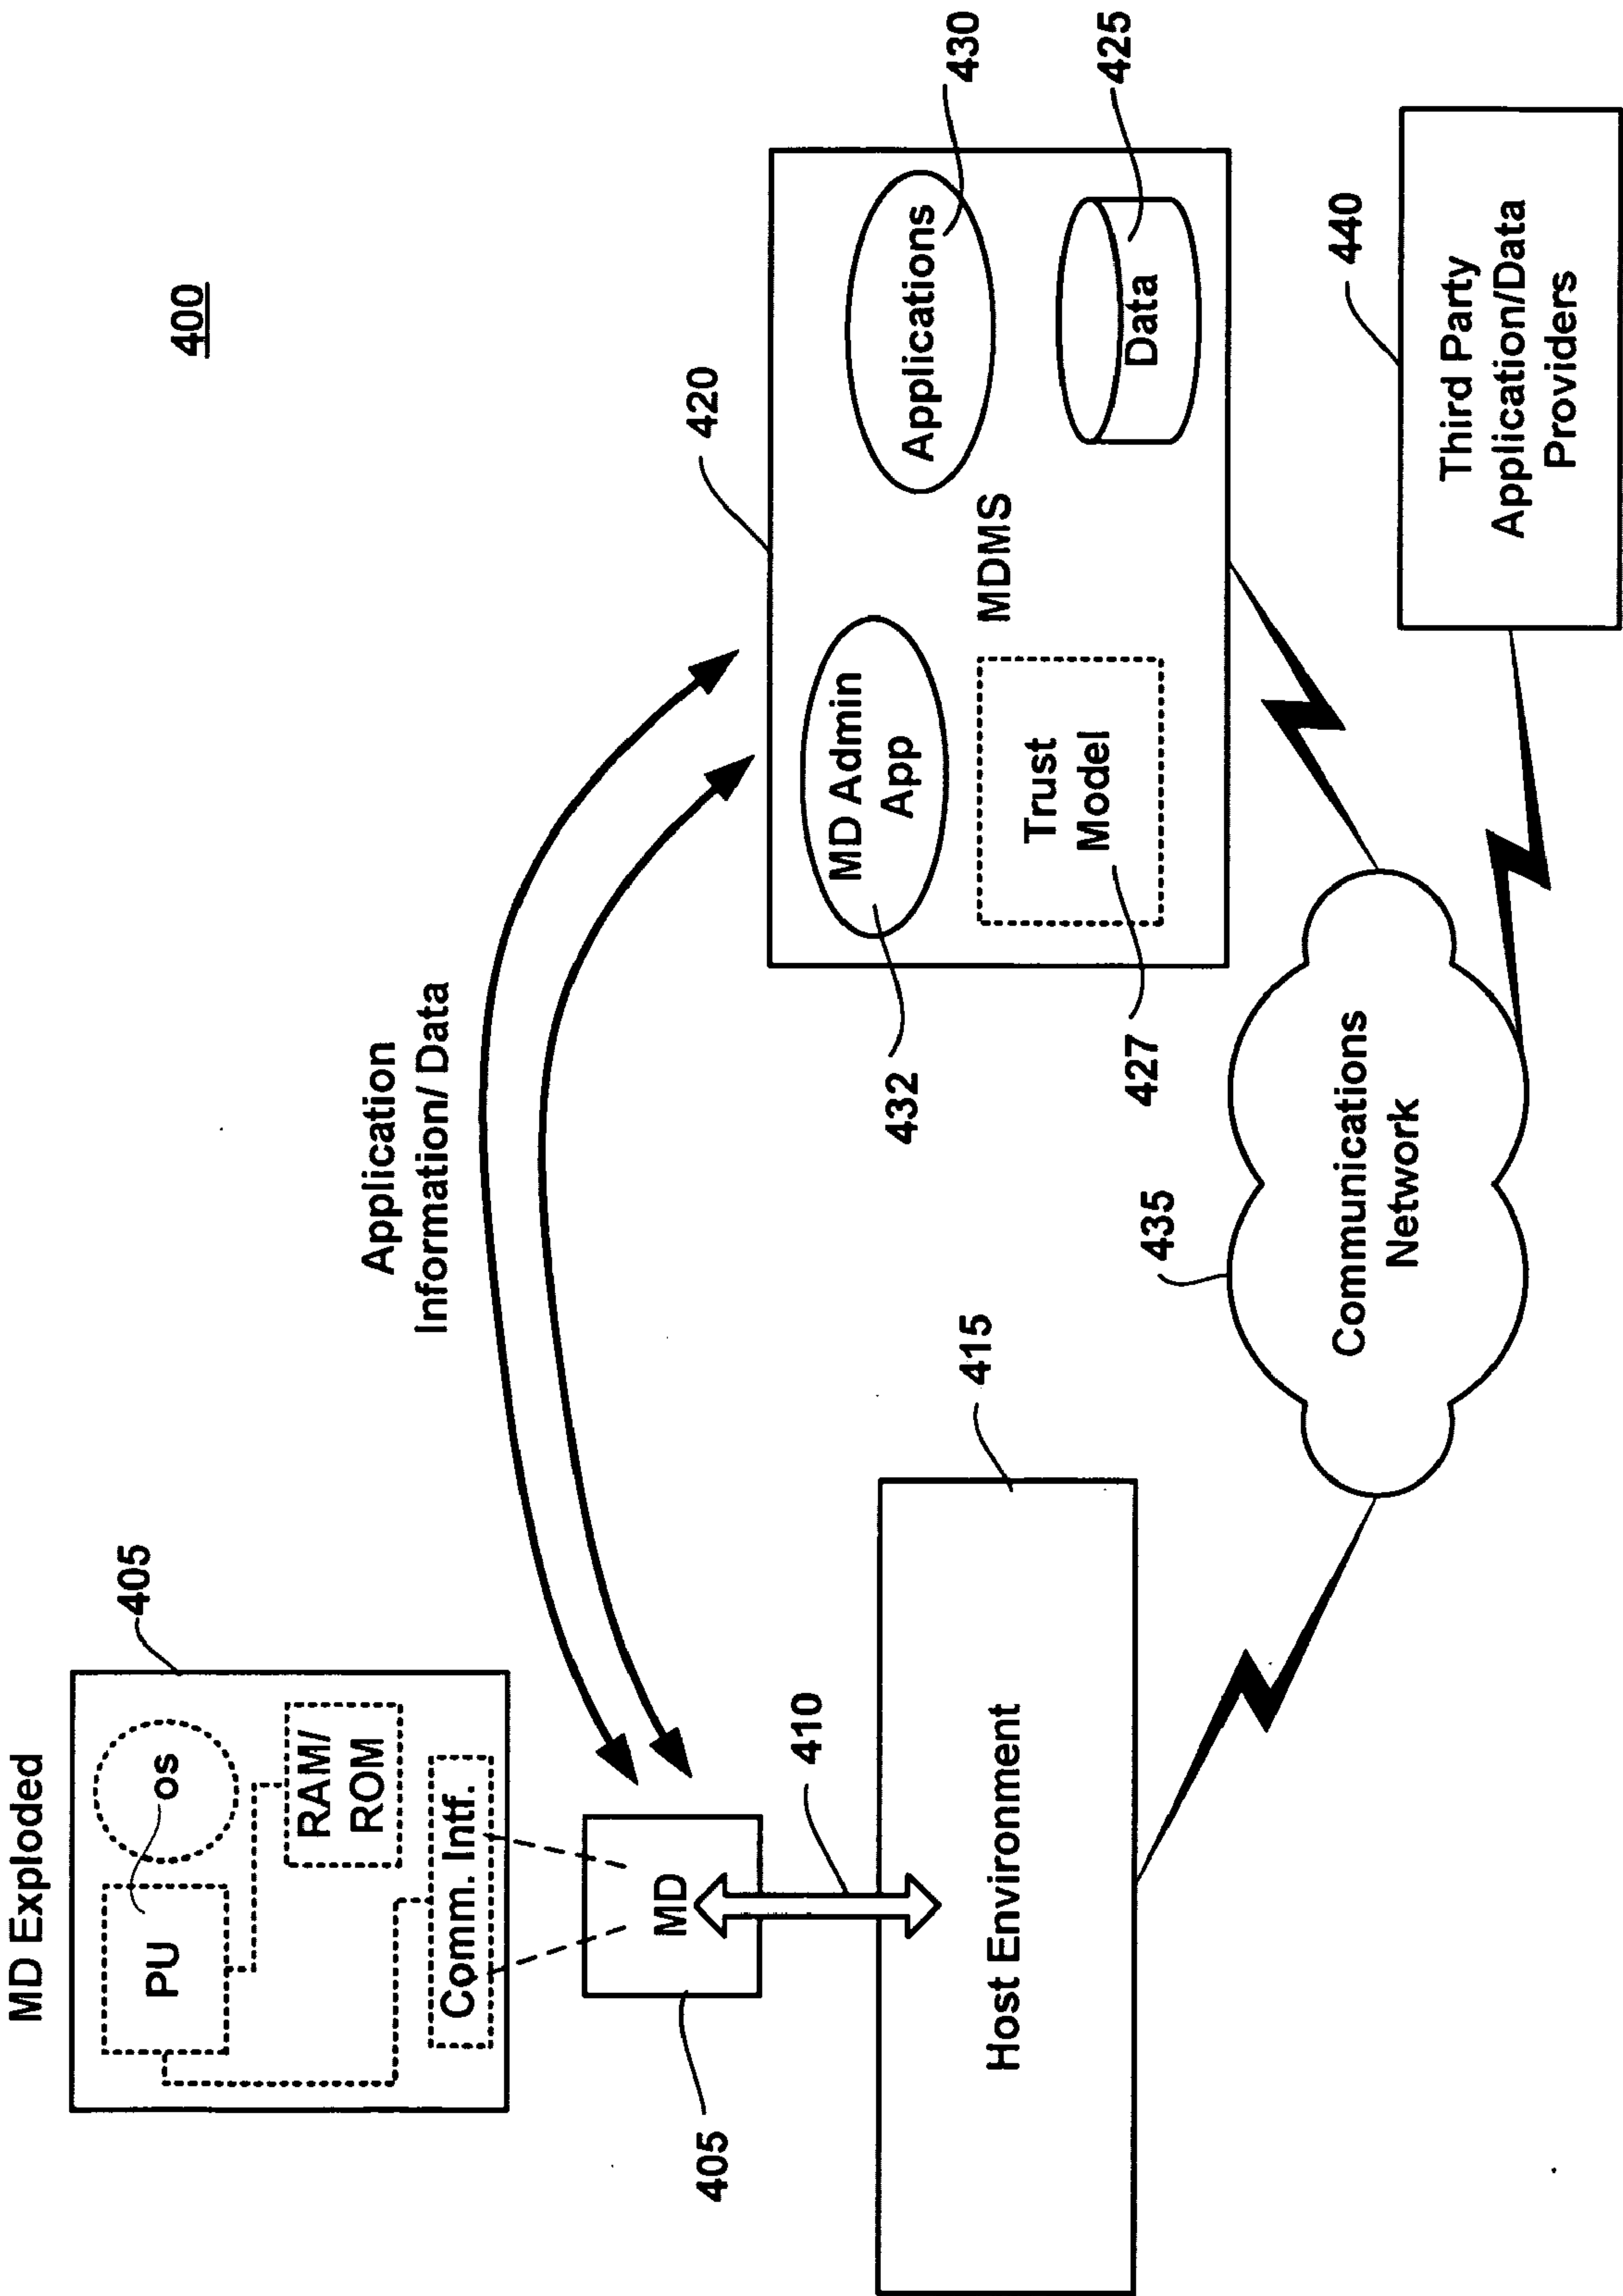 400
MD Exploded
405
PU
os
RAM/
ROM
Comm. Intf.
MD
405
410
Application
Information/ Data
420
MD Admin
App
432
Applications
430
MDMS
Trust
Model
427
Data
425
Host Environment
415
435
Communications
Network
440
Third Party
Application/Data
Providers